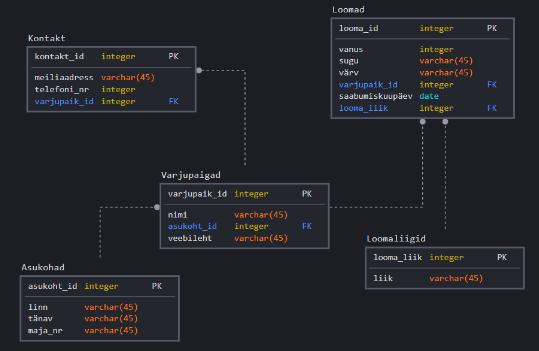 Loomad
looma_id integer PK
vanus integer
sugu varchar(45)
värv varchar(45)
varjupaik_id integer FK
saabumiskuupäev date
looma_liik integer FK
Kontakt
kontakt_id integer PK
meiliaadress varchar(45)
telefoni_nr integer
varjupaik_id integer FK
Varjupaigad
varjupaik_id integer PK
nimi varchar(45)
asukoht_id integer FK
veebileht varchar(45)
Loomaliigid
looma_liik integer PK
liik varchar(45)
Asukohad
asukoht_id integer PK
linn varchar(45)
tänav varchar(45)
maja_nr varchar(45)